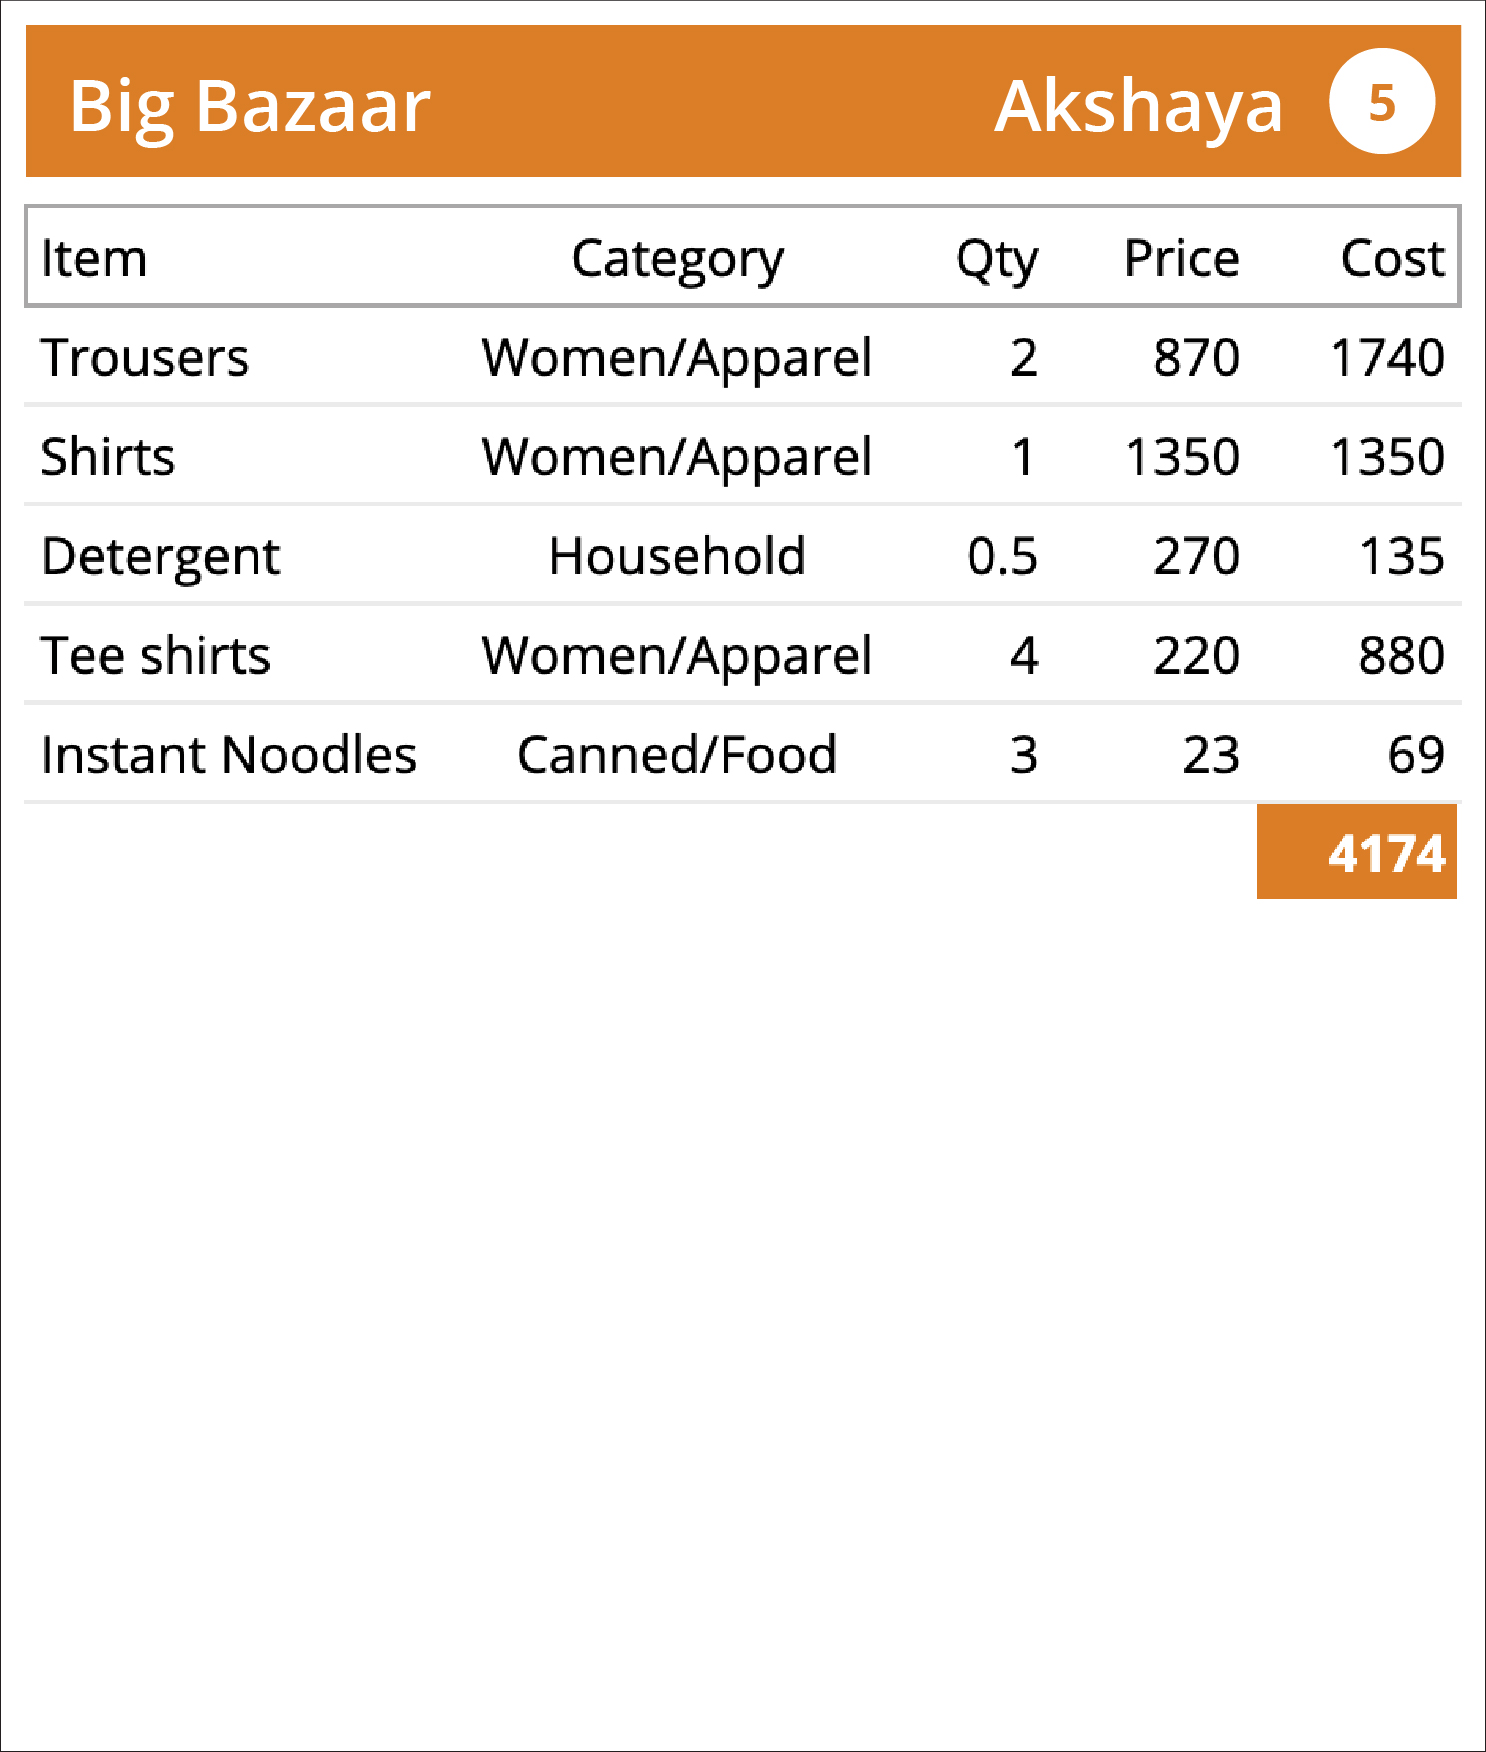 Big Bazaar Akshaya 5
Item Category Qty Price Cost
Trousers Women/Apparel 2 870 1740
Shirts Women/Apparel 1 1350 1350
Detergent Household 0.5 270 135
Tee shirts Women/Apparel 4 220 880
Instant Noodles Canned/Food 3 23 69
4174